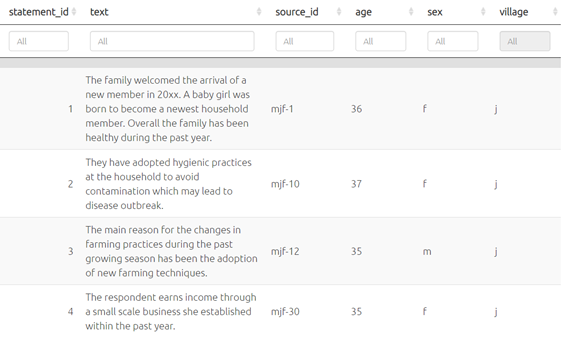 statement_id text source_id age sex village
All All All All All All
The family welcomed the arrival of a
new member in 20xx. A baby girl was
1 born to become a newest household mjf-1 36 f j
member. Overall the family has been
healthy during the past year.
They have adopted hygienic practices
2 at the household to avoid mjf-10 37 f j
contamination which may lead to
disease outbreak.
The main reason for the changes in
3 farming practices during the past mjf-12 35 m j
growing season has been the adoption
of new farming techniques.
The respondent earns income through
4 a small scale business she established mjf-30 35 f j
within the past year.